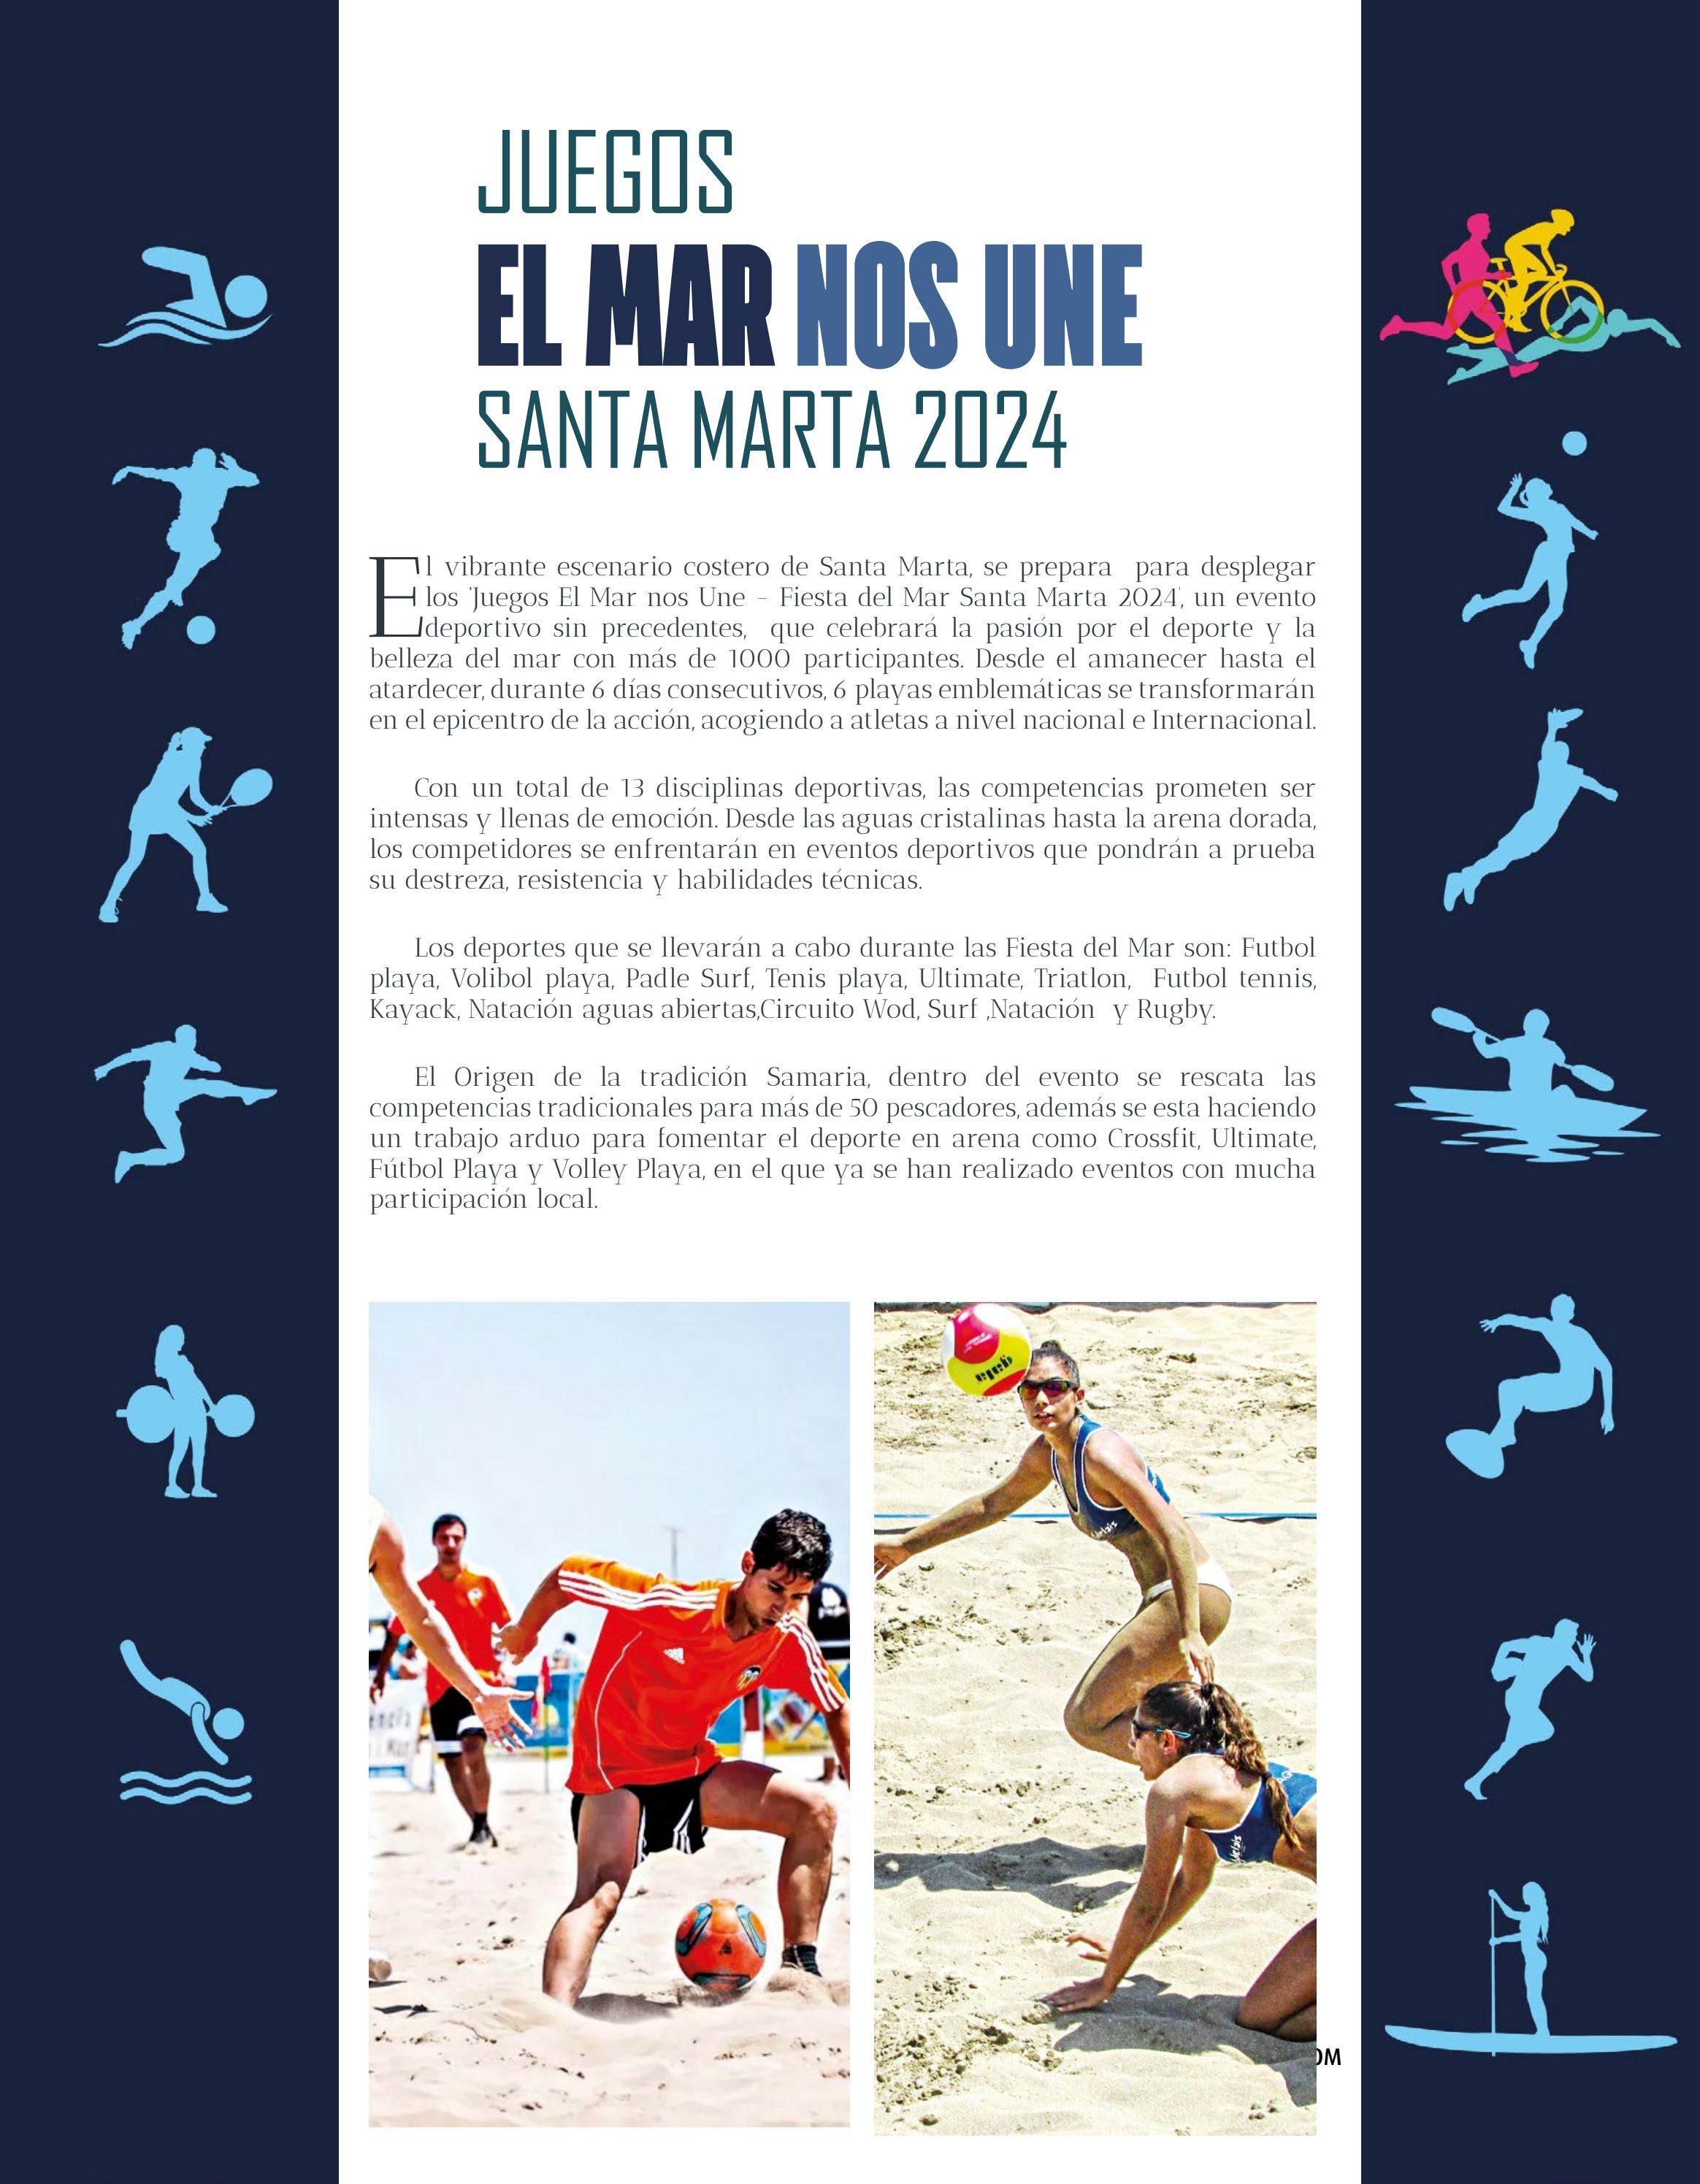 JUEGOS
EL MAR NOS UNE
SANTA MARTA 2024
El vibrante escenario costero de Santa Marta, se prepara para desplegar
los 'Juegos El Mar nos Une - Fiesta del Mar Santa Marta 2024', un evento
deportivo sin precedentes, que celebrará la pasión por el deporte y la
belleza del mar con más de 1000 participantes. Desde el amanecer hasta el
atardecer, durante 6 días consecutivos, 6 playas emblemáticas se transformarán
en el epicentro de la acción, acogiendo a atletas a nivel nacional e Internacional.
Con un total de 13 disciplinas deportivas, las competencias prometen ser
intensas y llenas de emoción. Desde las aguas cristalinas hasta la arena dorada,
los competidores se enfrentarán en eventos deportivos que pondrán a prueba
su destreza, resistencia y habilidades técnicas.
Los deportes que se llevarán a cabo durante las Fiesta del Mar son: Futbol
playa, Volibol playa, Padle Surf, Tenis playa, Ultimate, Triatlon, Futbol tennis,
Kayack, Natación aguas abiertas,Circuito Wod, Surf ,Natación y Rugby.
El Origen de la tradición Samaria, dentro del evento se rescata las
competencias tradicionales para más de 50 pescadores, además se esta haciendo
un trabajo arduo para fomentar el deporte en arena como Crossfit, Ultimate,
Fútbol Playa y Volley Playa, en el que ya se han realizado eventos con mucha
participación local.
gala